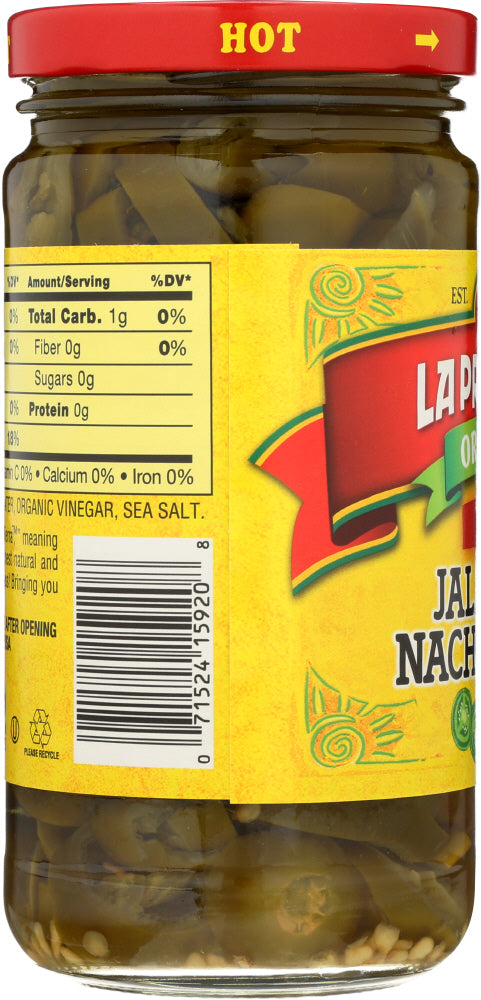 HOT →
%DV* Amount/Serving %DV*
0% Total Carb. 1g 0%
0% Fiber 0g 0%
Sugars 0g
0% Protein 0g
18%
C 0% • Calcium 0% • Iron 0%
ORGANIC VINEGAR, SEA SALT.
meaning
natural and
Bringing you
AFTER OPENING
PLEASE RECYCLE
0 71524 15920 8
EST.
LA P
OR
JAL
NACH